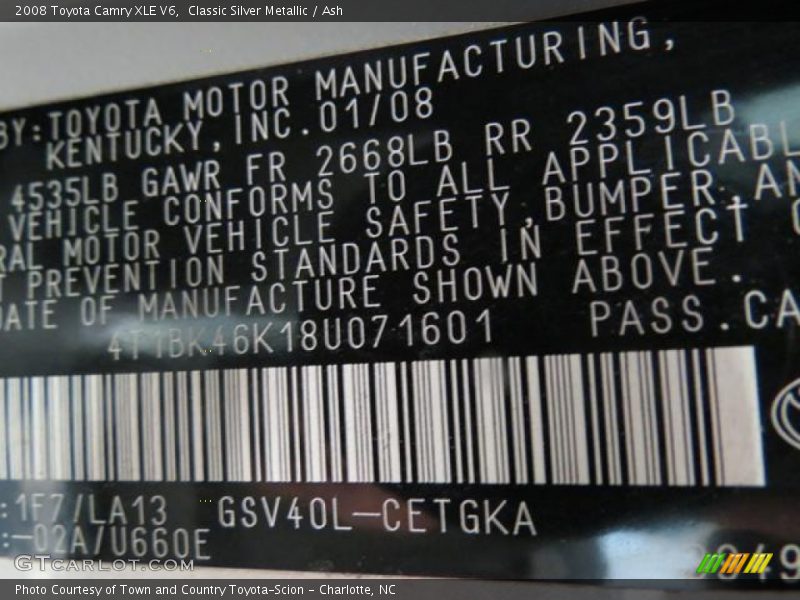 2008 Toyota Camry XLE V6, Classic Silver Metallic / Ash
BY:TOYOTA MOTOR MANUFACTURING,
KENTUCKY,INC.01/08
4535LB GAWR FR 2668LB RR 2359LB
VEHICLE CONFORMS TO ALL APPLICABL
RAL MOTOR VEHICLE SAFETY,BUMPER,AN
T PREVENTION STANDARDS IN EFFECT O
DATE OF MANUFACTURE SHOWN ABOVE.
4T1BK46K18U071601 PASS.CA
:1F7/LA13 GSV40L-CETGKA
:-02A/U660E
GTCARLOT.COM
Photo Courtesy of Town and Country Toyota-Scion - Charlotte, NC